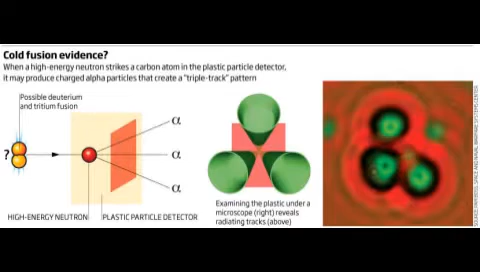 Cold fusion evidence?
When a high-energy neutron strikes a carbon atom in the plastic particle detector,
it may produce charged alpha particles that create a "triple-track" pattern
Possible deuterium
and tritium fusion
?
α
α
α
HIGH-ENERGY NEUTRON
PLASTIC PARTICLE DETECTOR
Examining the plastic under a
microscope (right) reveals
radiating tracks (above)